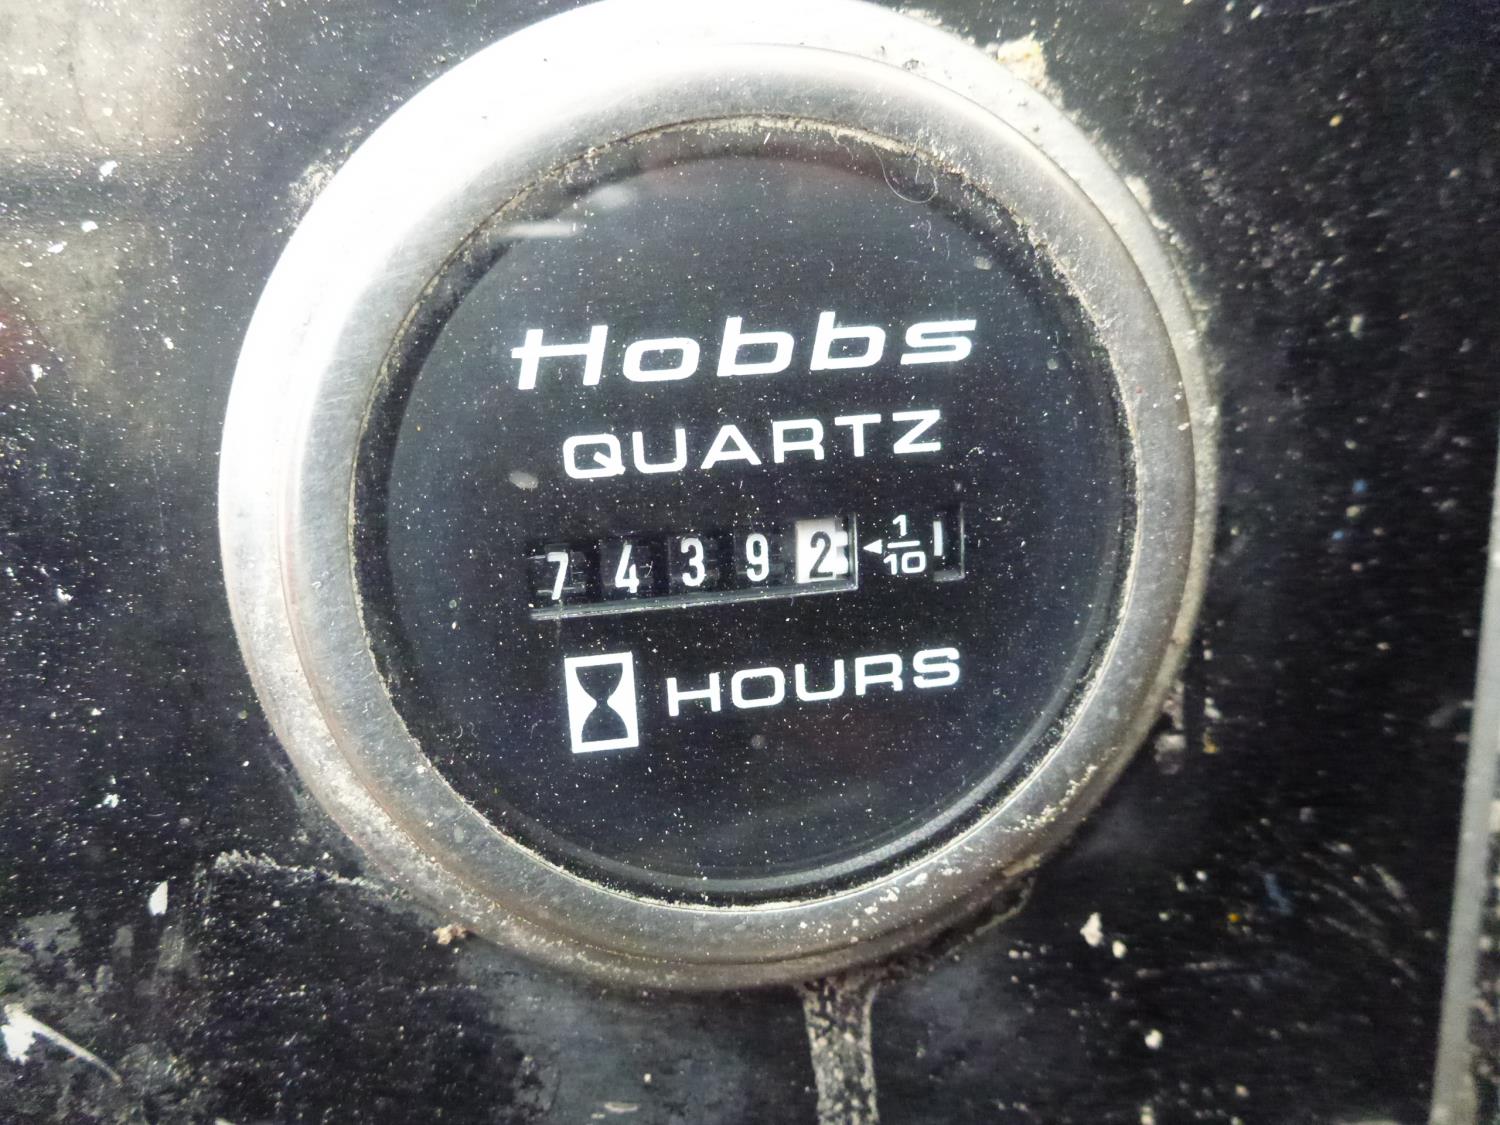 Hobbs
QUARTZ
74392 ◄1/10
HOURS